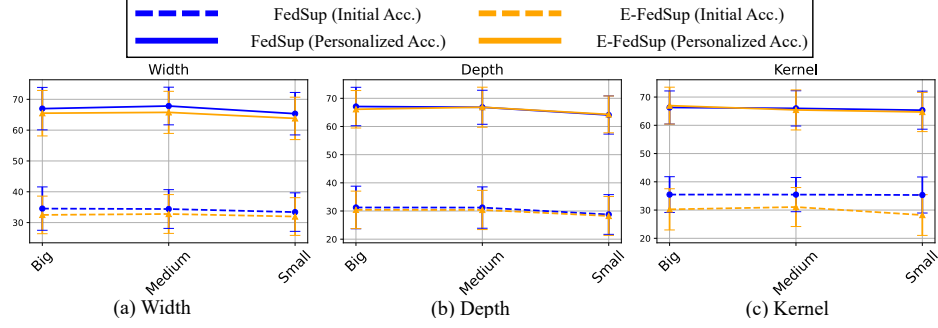 FedSup (Initial Acc.)
E-FedSup (Initial Acc.)
FedSup (Personalized Acc.)
E-FedSup (Personalized Acc.)
Width
Depth
Kernel
70
60
50
40
30
Big
Medium
Small
70
60
50
40
30
20
Big
Medium
Small
70
60
50
40
30
20
Big
Medium
Small
(a) Width
(b) Depth
(c) Kernel